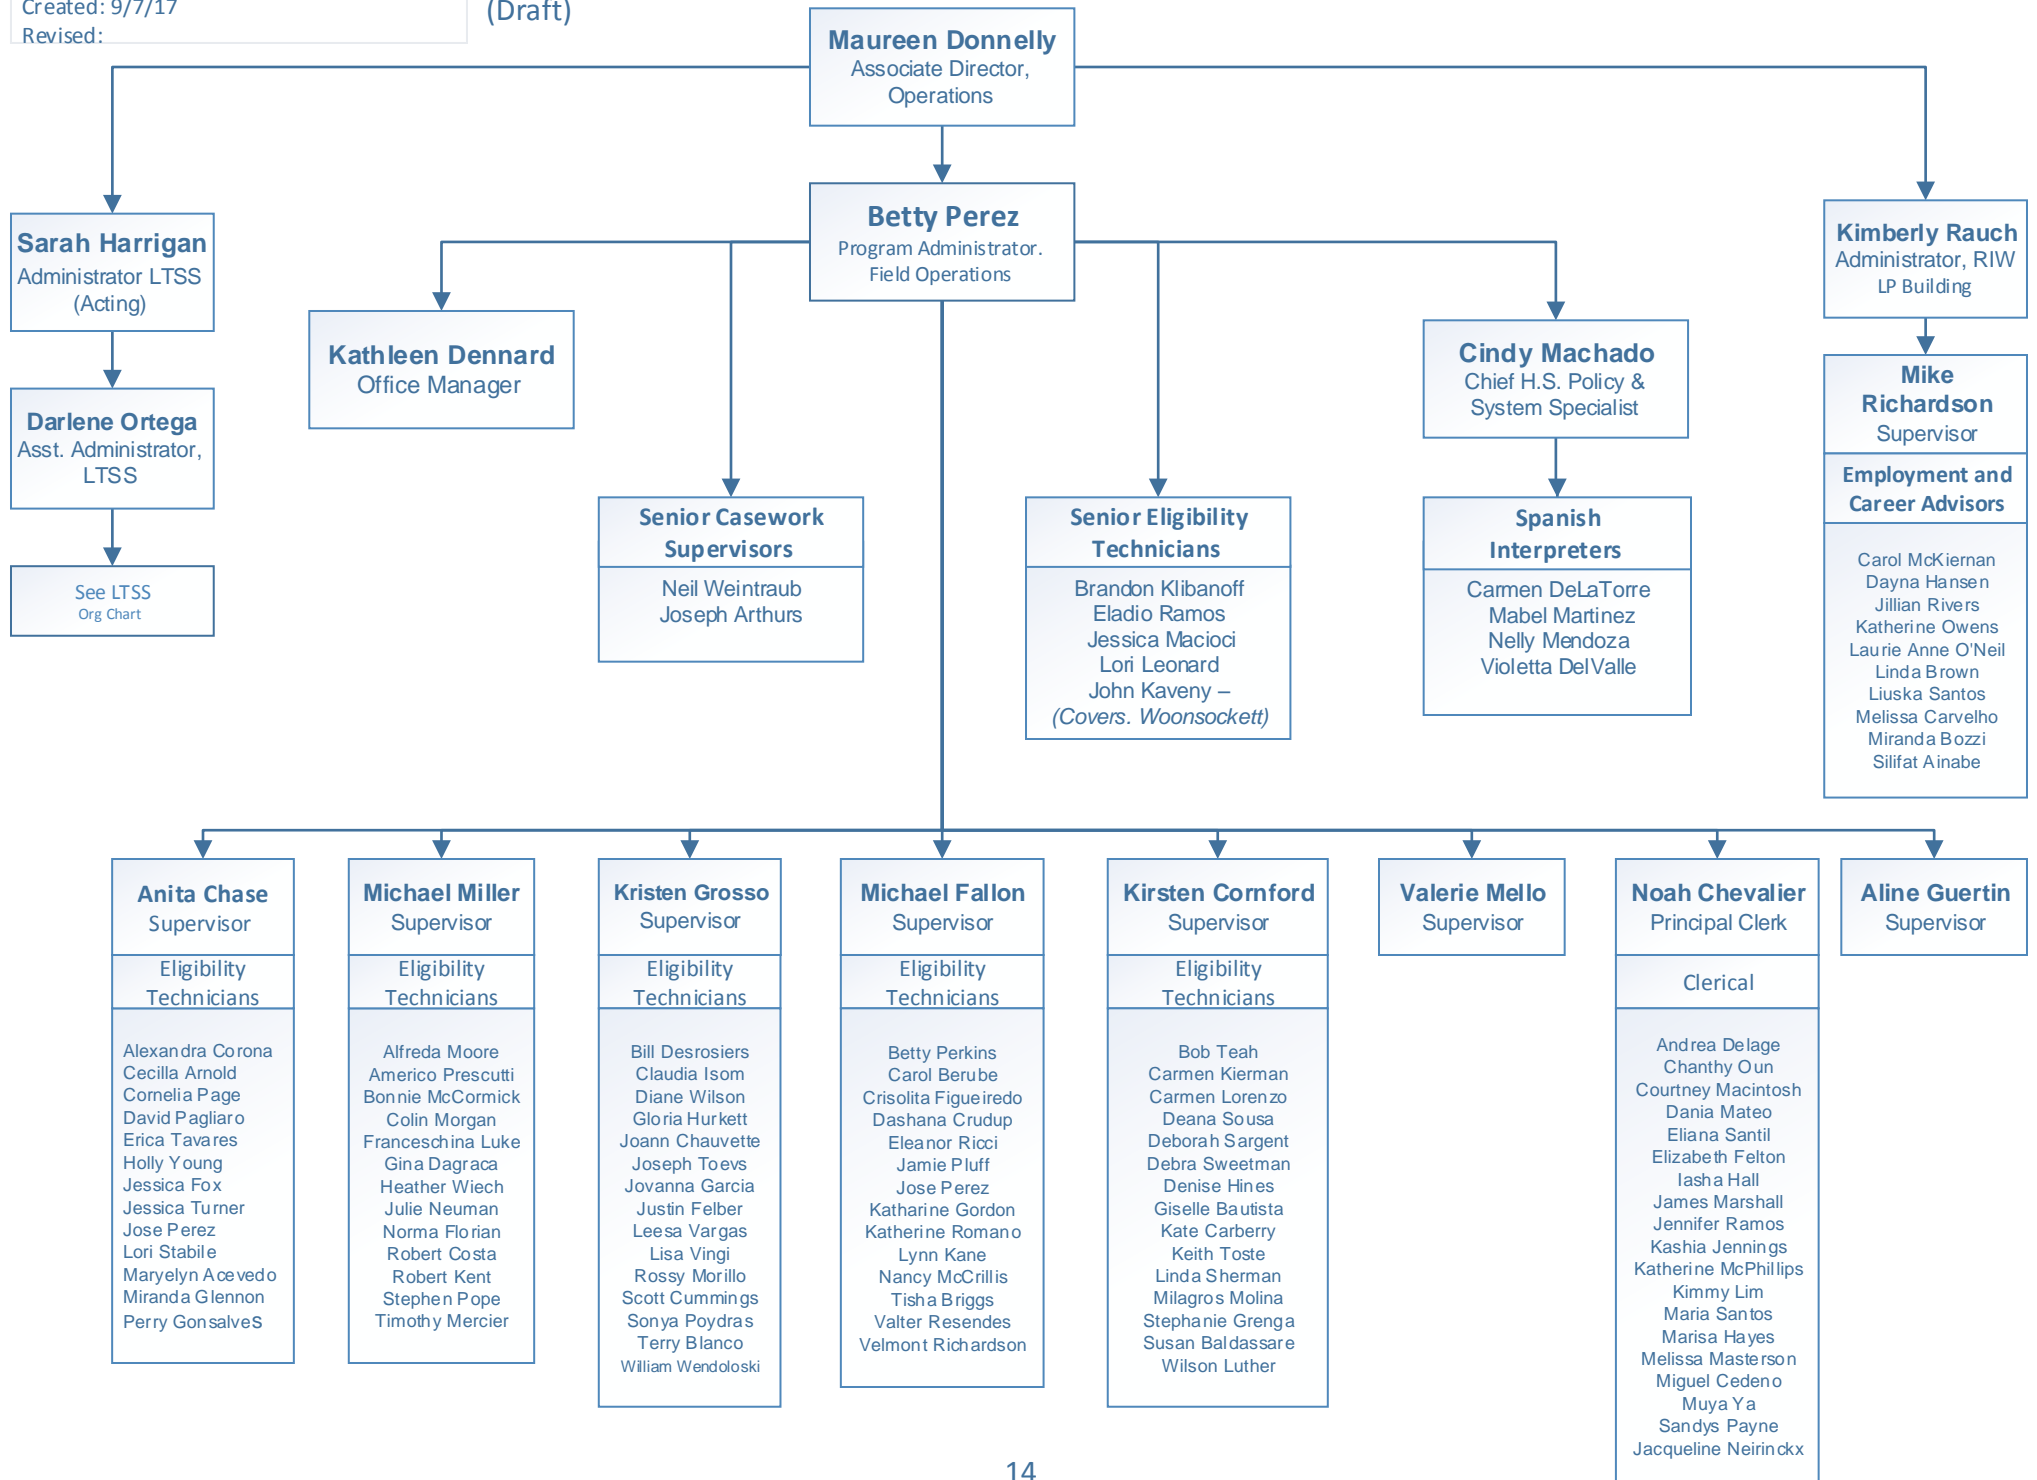 Created: 9/7/17
Revised:
(Draft)
Maureen Donnelly
Associate Director,
Operations
Betty Perez
Program Administrator.
Field Operations
Sarah Harrigan
Administrator LTSS
(Acting)
Darlene Ortega
Asst. Administrator,
LTSS
See LTSS
Org Chart
Kathleen Dennard
Office Manager
Senior Casework
Supervisors
Neil Weintraub
Joseph Arthurs
Senior Eligibility
Technicians
Brandon Klibanoff
Eladio Ramos
Jessica Macioci
Lori Leonard
John Kaveny –
(Covers. Woonsockett)
Cindy Machado
Chief H.S. Policy &
System Specialist
Spanish
Interpreters
Carmen DeLaTorre
Mabel Martinez
Nelly Mendoza
Violetta DelValle
Kimberly Rauch
Administrator, RIW
LP Building
Mike
Richardson
Supervisor
Employment and
Career Advisors
Carol McKiernan
Dayna Hansen
Jillian Rivers
Katherine Owens
Laurie Anne O'Neil
Linda Brown
Liuska Santos
Melissa Carvelho
Miranda Bozzi
Silifat Ainabe
Anita Chase
Supervisor
Eligibility
Technicians
Alexandra Corona
Cecilla Arnold
Cornelia Page
David Pagliaro
Erica Tavares
Holly Young
Jessica Fox
Jessica Turner
Jose Perez
Lori Stabile
Maryelyn Acevedo
Miranda Glennon
Perry Gonsalves
Michael Miller
Supervisor
Eligibility
Technicians
Alfreda Moore
Americo Prescutti
Bonnie McCormick
Colin Morgan
Franceschina Luke
Gina Dagraca
Heather Wiech
Julie Neuman
Norma Florian
Robert Costa
Robert Kent
Stephen Pope
Timothy Mercier
Kristen Grosso
Supervisor
Eligibility
Technicians
Bill Desrosiers
Claudia Isom
Diane Wilson
Gloria Hurkett
Joann Chauvette
Joseph Toevs
Jovanna Garcia
Justin Felber
Leesa Vargas
Lisa Vingi
Rossy Morillo
Scott Cummings
Sonya Poydras
Terry Blanco
William Wendoloski
Michael Fallon
Supervisor
Eligibility
Technicians
Betty Perkins
Carol Berube
Crisolita Figueiredo
Dashana Crudup
Eleanor Ricci
Jamie Pluff
Jose Perez
Katharine Gordon
Katherine Romano
Lynn Kane
Nancy McCrillis
Tisha Briggs
Valter Resendes
Velmont Richardson
Kirsten Cornford
Supervisor
Eligibility
Technicians
Bob Teah
Carmen Kierman
Carmen Lorenzo
Deana Sousa
Deborah Sargent
Debra Sweetman
Denise Hines
Giselle Bautista
Kate Carberry
Keith Toste
Linda Sherman
Milagros Molina
Stephanie Grenga
Susan Baldassare
Wilson Luther
Valerie Mello
Supervisor
Noah Chevalier
Principal Clerk
Clerical
Andrea Delage
Chanthy Oun
Courtney Macintosh
Dania Mateo
Eliana Santil
Elizabeth Felton
Iasha Hall
James Marshall
Jennifer Ramos
Kashia Jennings
Katherine McPhillips
Kimmy Lim
Maria Santos
Marisa Hayes
Melissa Masterson
Miguel Cedeno
Muya Ya
Sandys Payne
Jacqueline Neirinckx
Aline Guertin
Supervisor
14